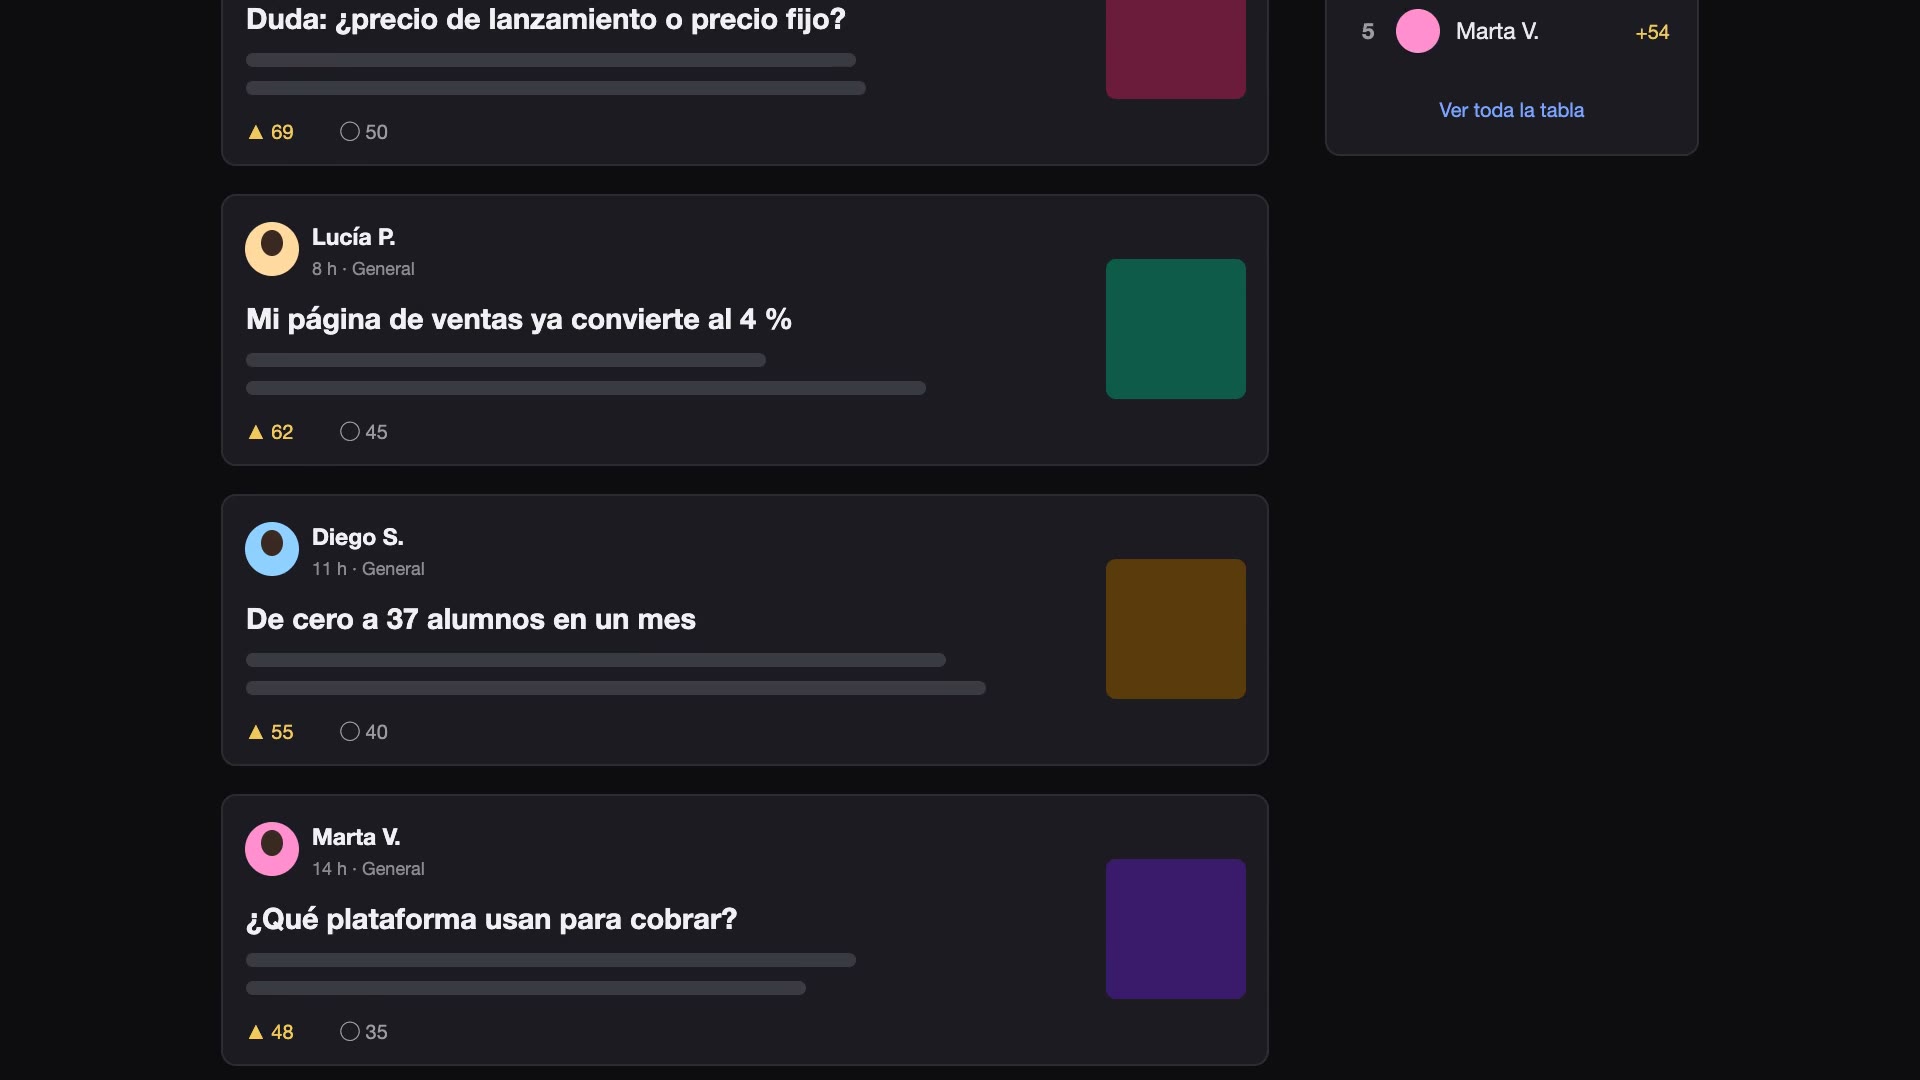 Duda: ¿precio de lanzamiento o precio fijo?
▲ 69 50
5 Marta V. +54
Ver toda la tabla
Lucía P.
8 h · General
Mi página de ventas ya convierte al 4 %
▲ 62 45
Diego S.
11 h · General
De cero a 37 alumnos en un mes
▲ 55 40
Marta V.
14 h · General
¿Qué plataforma usan para cobrar?
▲ 48 35